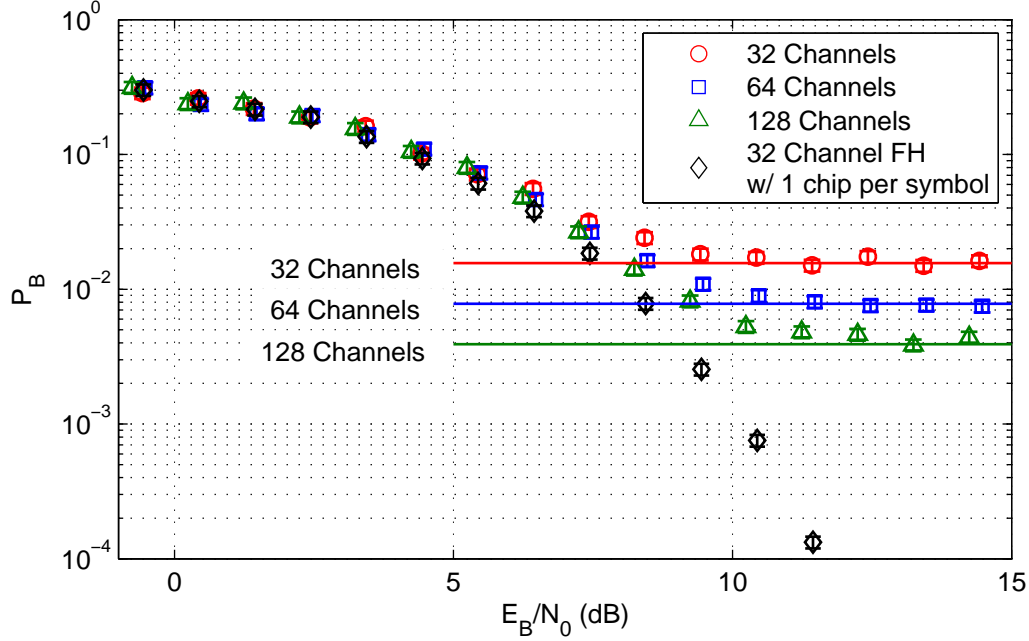 10^0
10^-1
10^-2
10^-3
10^-4
P_B
32 Channels
64 Channels
128 Channels
32 Channel FH
w/ 1 chip per symbol
32 Channels
64 Channels
128 Channels
0 5 10 15
E_B/N_0 (dB)